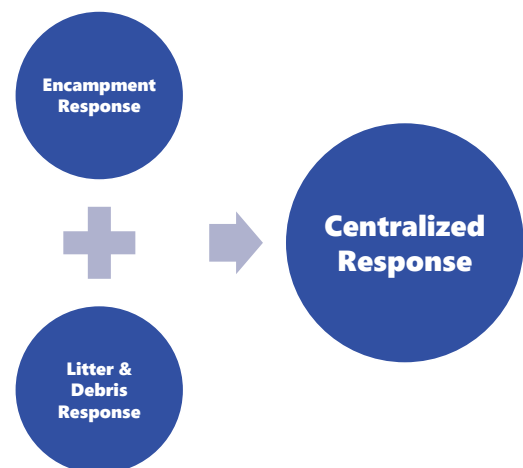 Encampment
Response
Litter &
Debris
Response
Centralized
Response